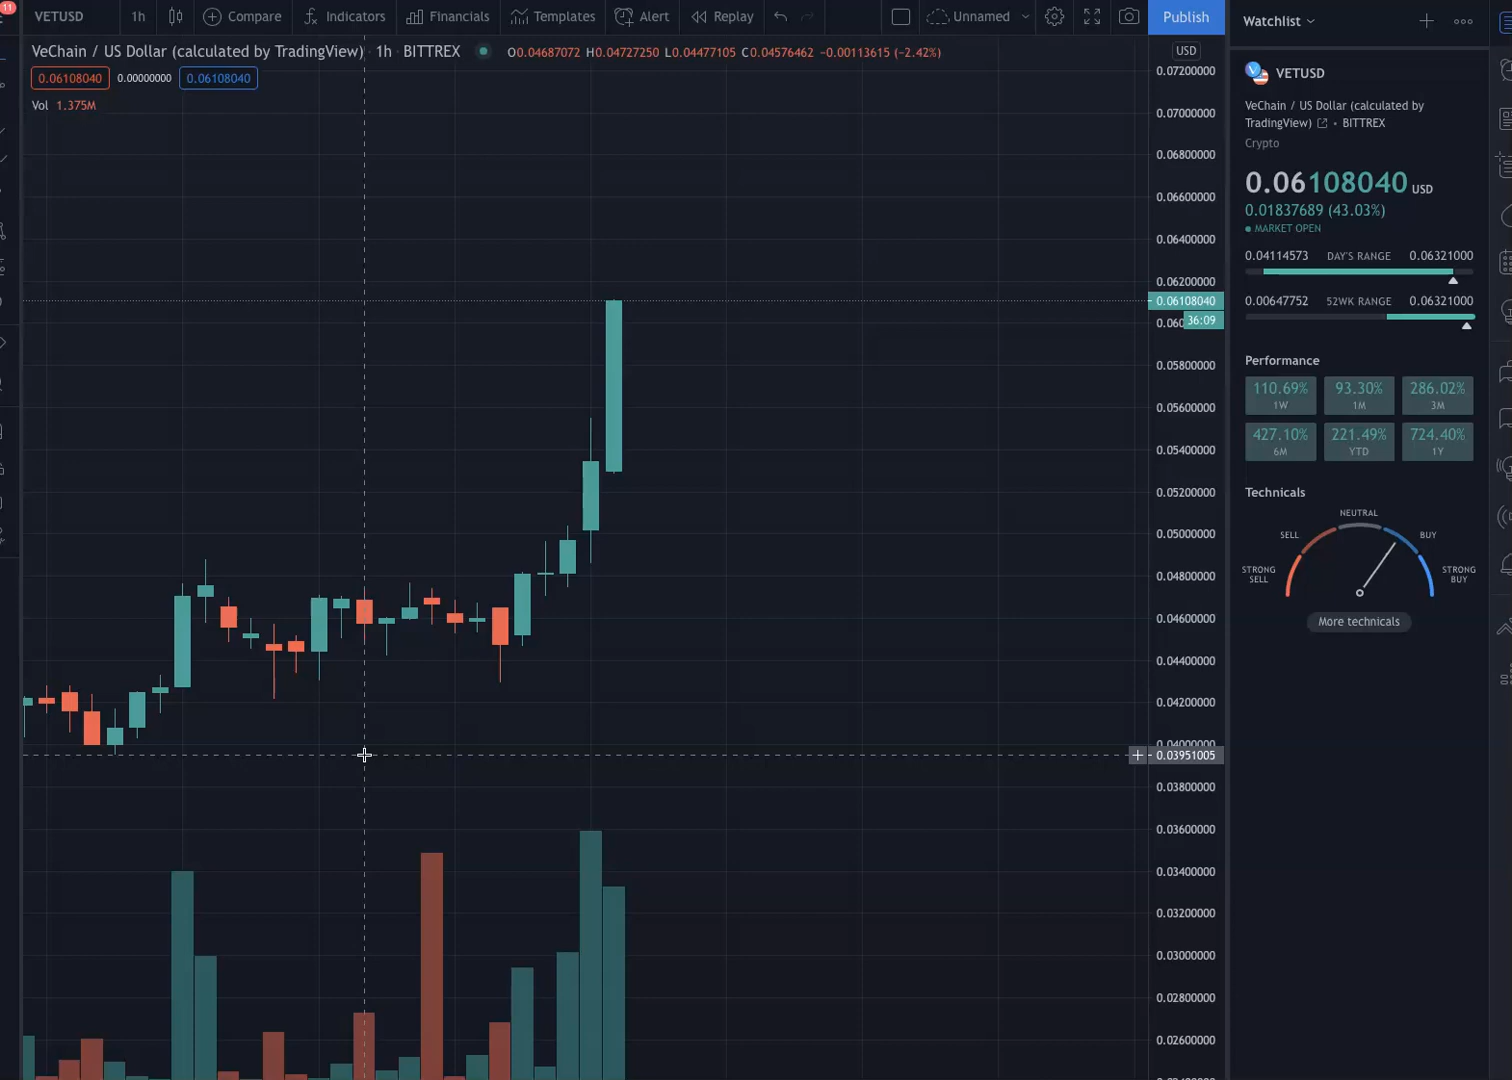 11
VETUSD
1h
Compare
Indicators
Financials
Templates
Alert
Replay
Unnamed
Publish
VeChain / US Dollar (calculated by TradingView) 1h · BITTREX
O0.04687072 H0.04727250 L0.04477105 C0.04576462 −0.00113615 (−2.42%)
0.06108040 0.00000000 0.06108040
Vol 1.375M
USD
0.07200000
0.07000000
0.06800000
0.06600000
0.06400000
0.06200000
0.06108040
36:09
0.05800000
0.05600000
0.05400000
0.05200000
0.05000000
0.04800000
0.04600000
0.04400000
0.04200000
0.04000000
0.03951005
0.03800000
0.03600000
0.03400000
0.03200000
0.03000000
0.02800000
0.02600000
Watchlist
VETUSD
VeChain / US Dollar (calculated by
TradingView) • BITTREX
Crypto
0.06108040 USD
0.01837689 (43.03%)
MARKET OPEN
0.04114573 DAY'S RANGE 0.06321000
0.00647752 52WK RANGE 0.06321000
Performance
110.69% 93.30% 286.02%
1W 1M 3M
427.10% 221.49% 724.40%
6M YTD 1Y
Technicals
NEUTRAL
SELL BUY
STRONG
SELL
STRONG
BUY
More technicals